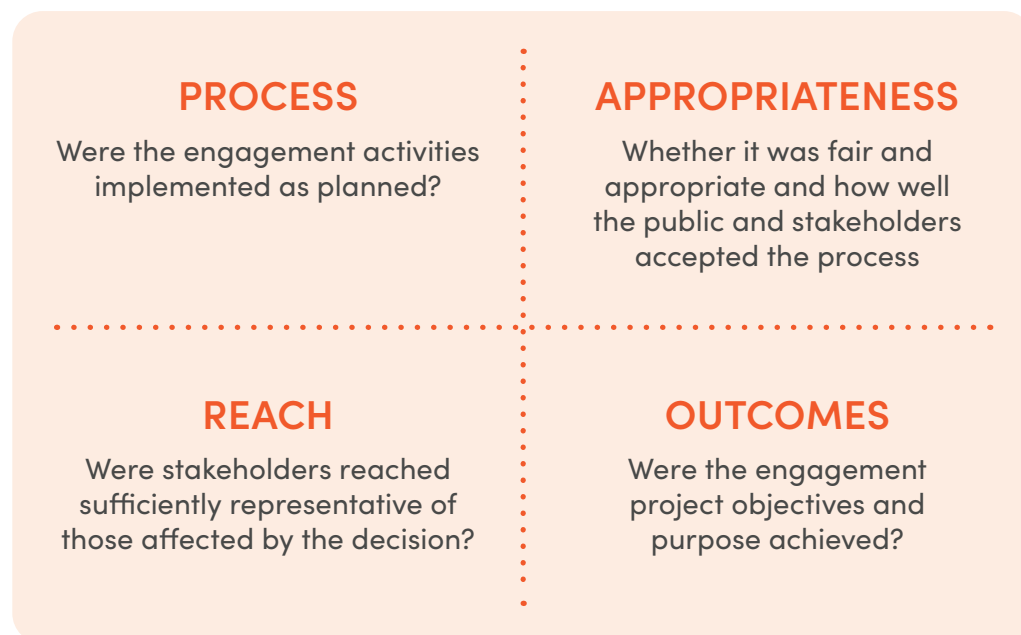 PROCESS
Were the engagement activities
implemented as planned?
APPROPRIATENESS
Whether it was fair and
appropriate and how well
the public and stakeholders
accepted the process
REACH
Were stakeholders reached
sufficiently representative of
those affected by the decision?
OUTCOMES
Were the engagement
project objectives and
purpose achieved?